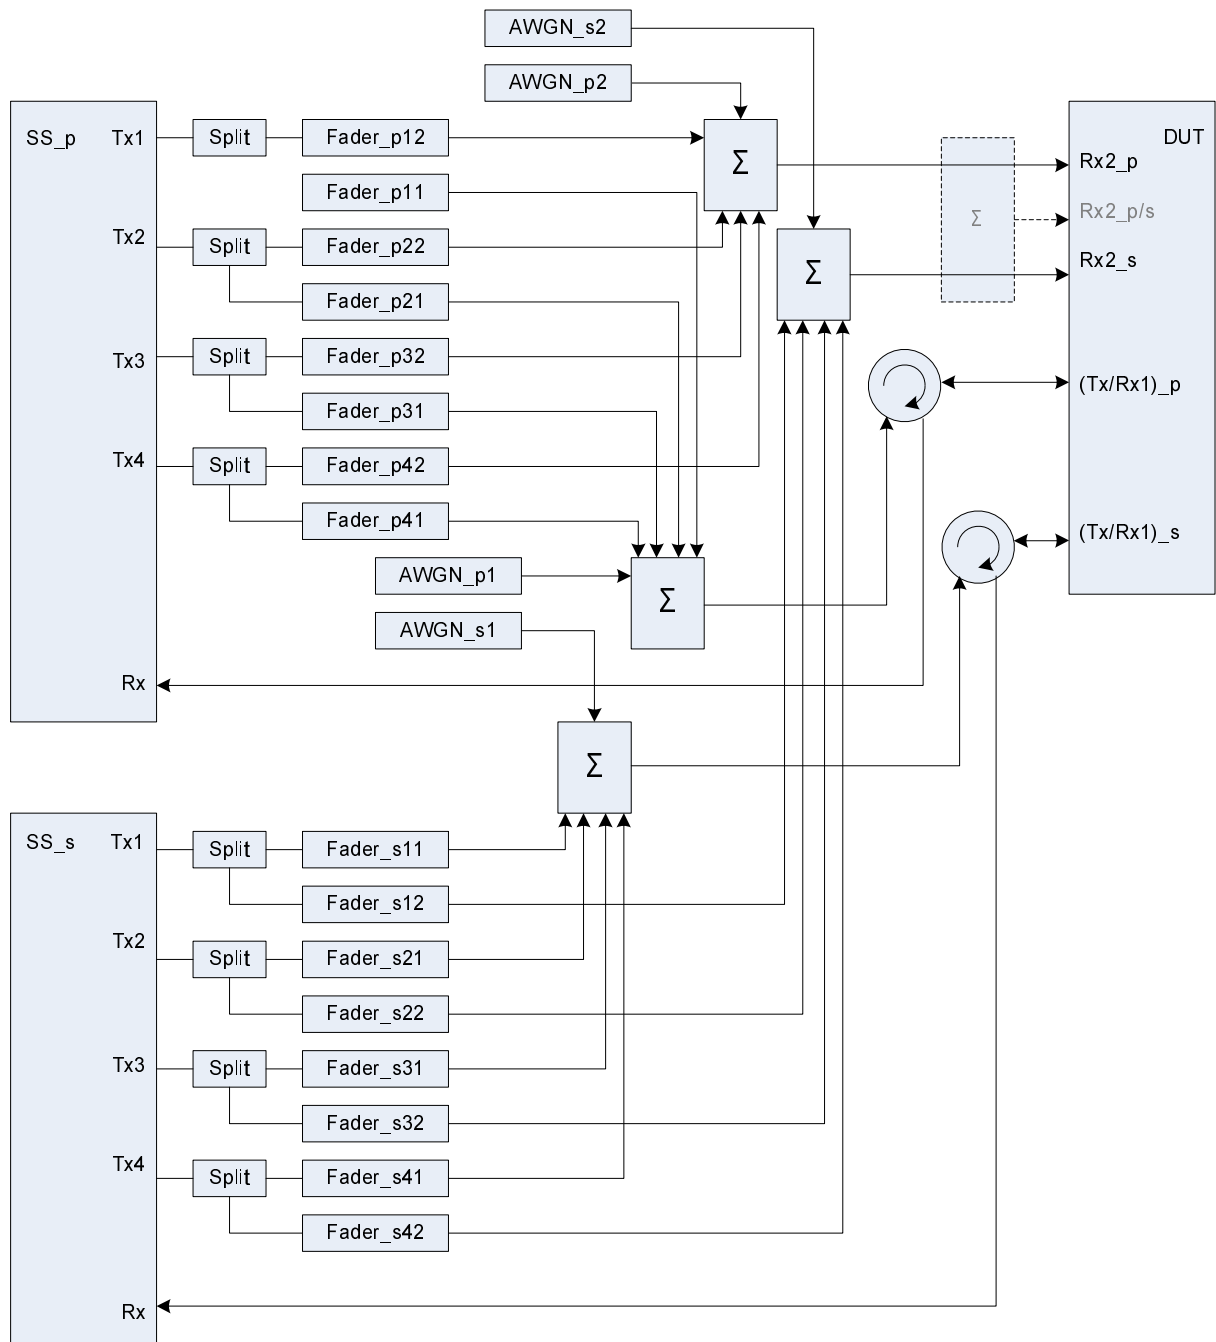 AWGN_s2
AWGN_p2
SS_p
Tx1
Split
Fader_p12
Σ
DUT
Rx2_p
Fader_p11
Σ
Rx2_p/s
Tx2
Split
Fader_p22
Σ
Rx2_s
Fader_p21
Tx3
Split
Fader_p32
(Tx/Rx1)_p
Fader_p31
Tx4
Split
Fader_p42
Fader_p41
(Tx/Rx1)_s
AWGN_p1
Σ
AWGN_s1
Rx
Σ
SS_s
Tx1
Split
Fader_s11
Fader_s12
Tx2
Split
Fader_s21
Fader_s22
Tx3
Split
Fader_s31
Fader_s32
Tx4
Split
Fader_s41
Fader_s42
Rx